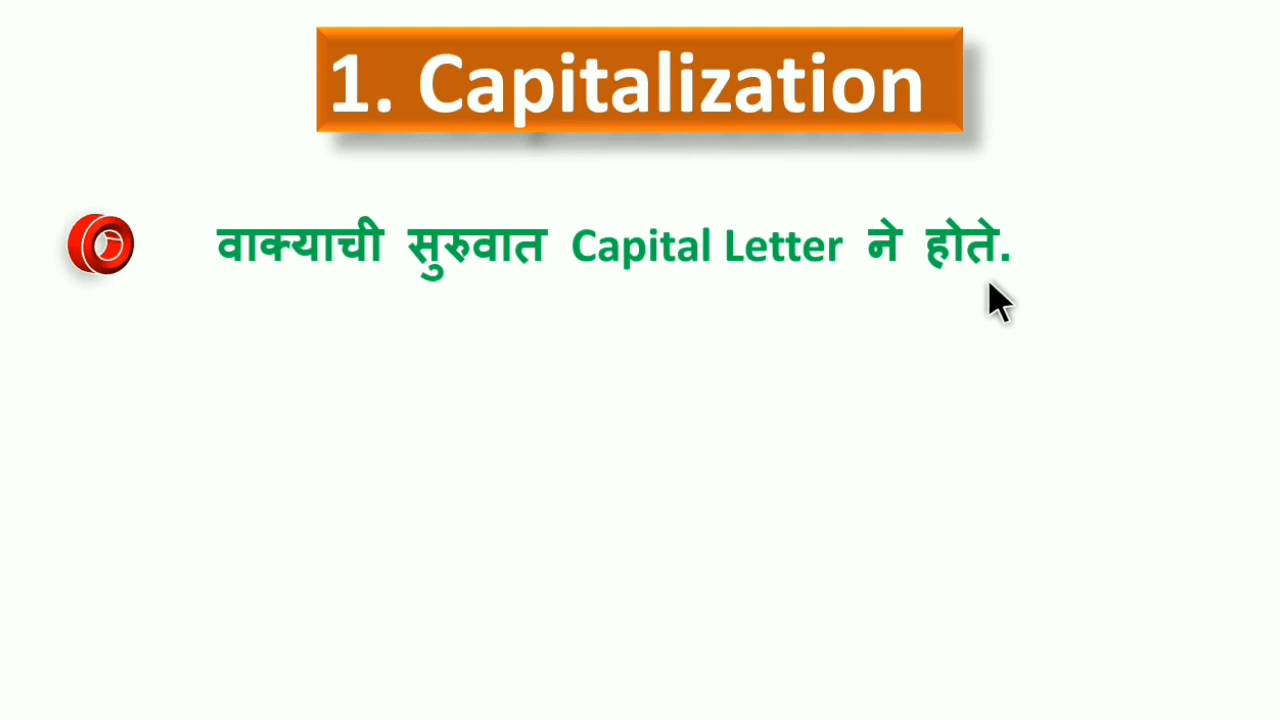 1. Capitalization
वाक्याची सुरुवात Capital Letter ने होते.